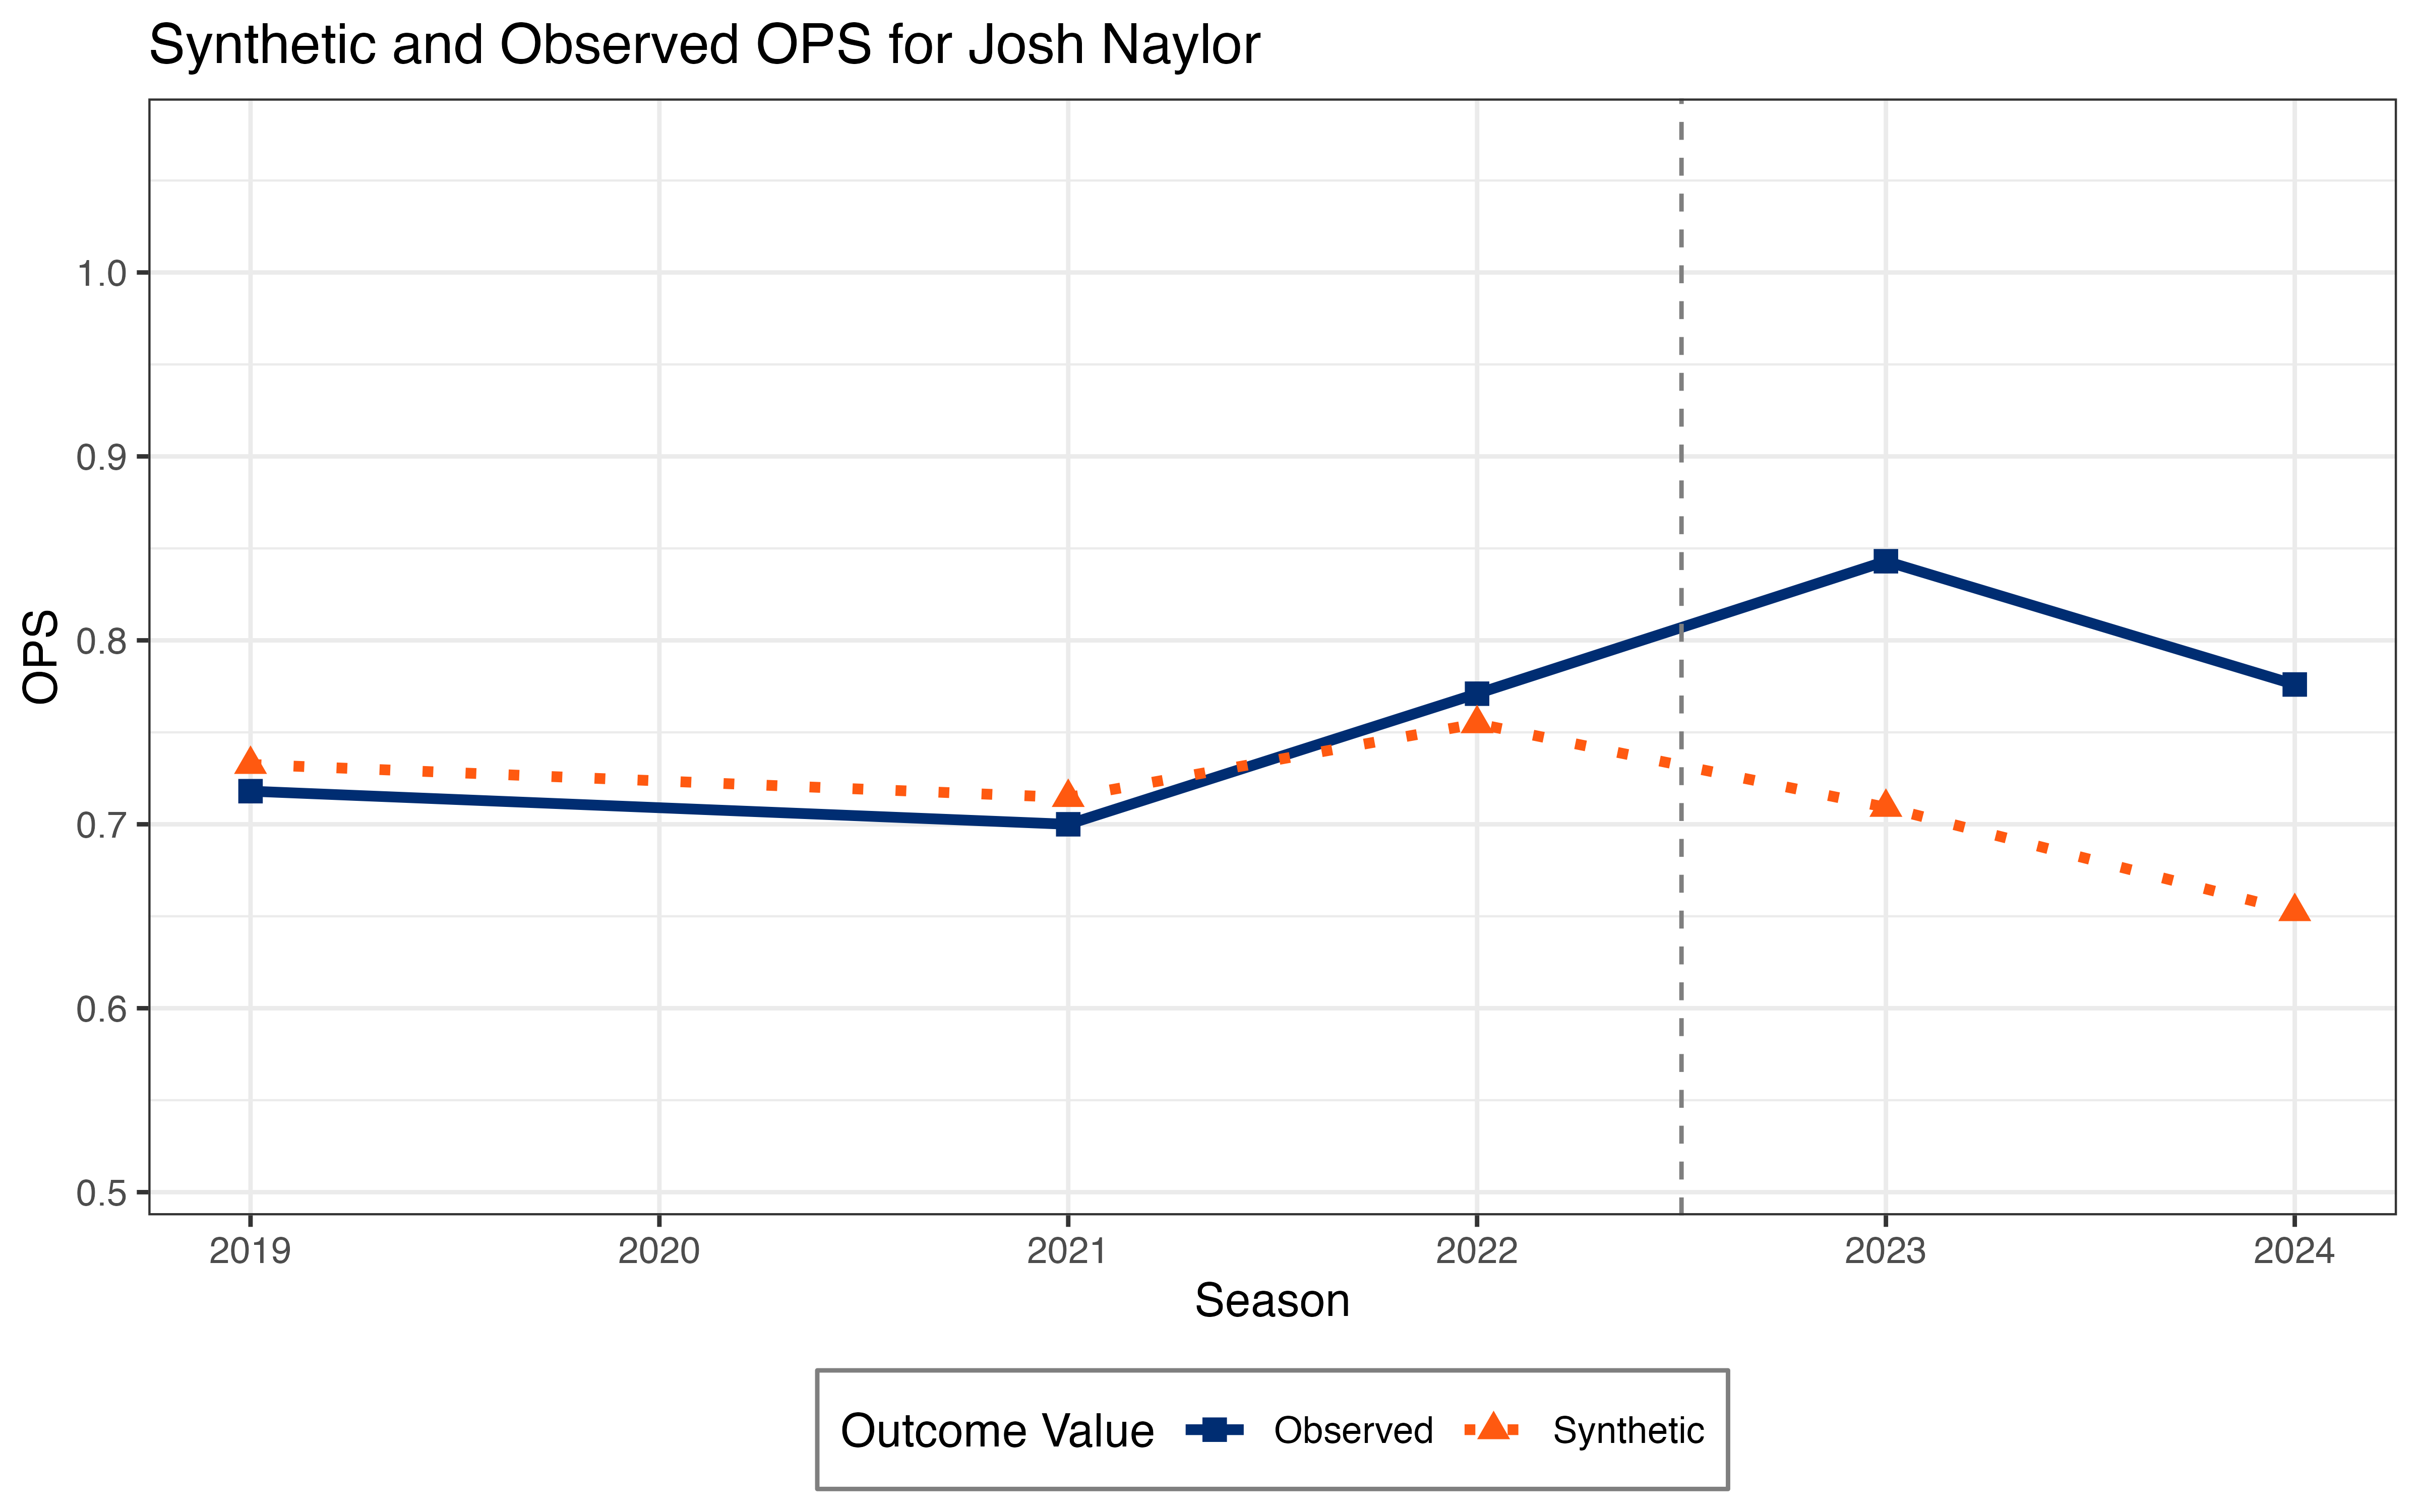 Synthetic and Observed OPS for Josh Naylor
OPS
1.0
0.9
0.8
0.7
0.6
0.5
2019 2020 2021 2022 2023 2024
Season
Outcome Value Observed Synthetic